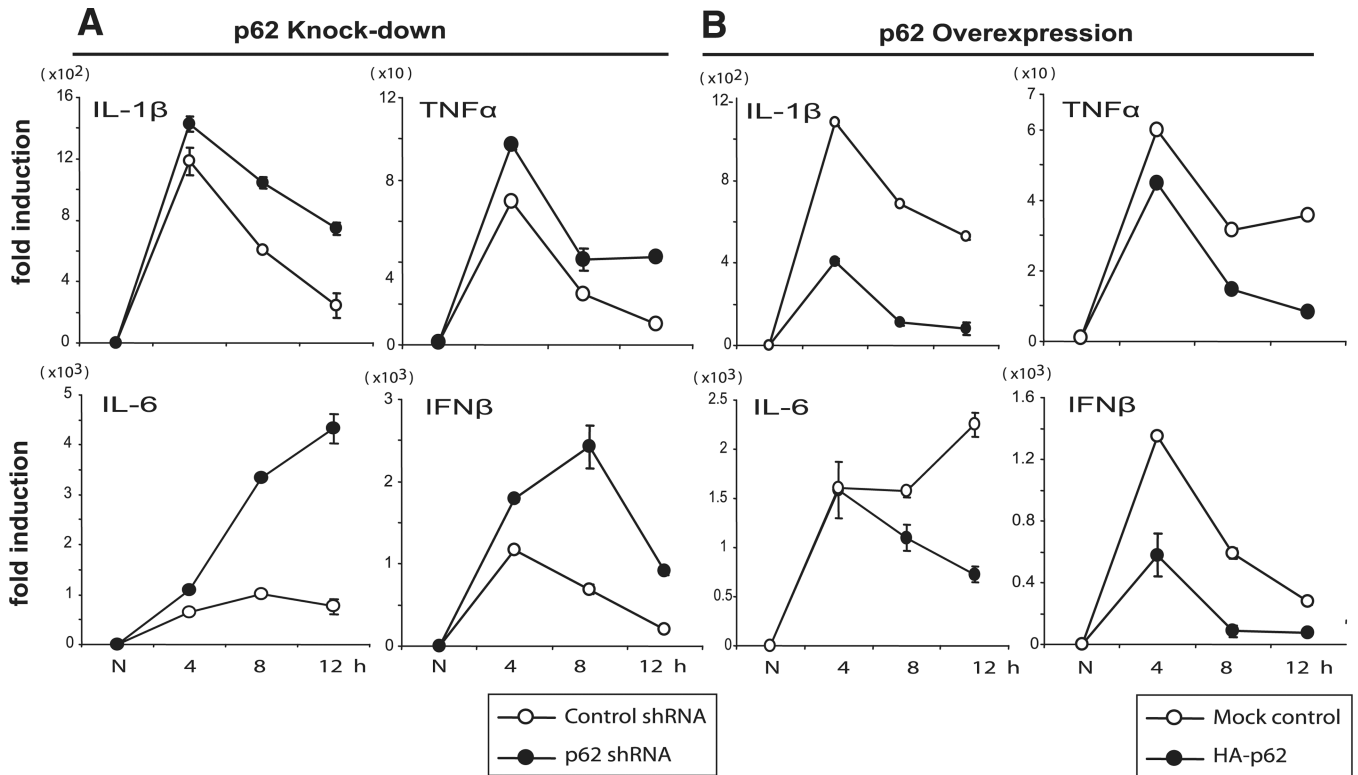 A
p62 Knock-down
B
p62 Overexpression
(x10²)
IL-1β
16
12
8
4
0
fold induction
(x10)
TNFα
12
8
4
0
(x10²)
IL-1β
12
8
4
0
(x10)
TNFα
7
6
4
2
0
(x10³)
IL-6
5
4
3
2
1
0
N 4 8 12 h
fold induction
(x10³)
IFNβ
3
2
1
0
N 4 8 12 h
(x10³)
IL-6
2.5
2
1.5
1
0.5
0
N 4 8 12 h
(x10³)
IFNβ
1.6
1.2
0.8
0.4
0
N 4 8 12 h
Control shRNA
p62 shRNA
Mock control
HA-p62